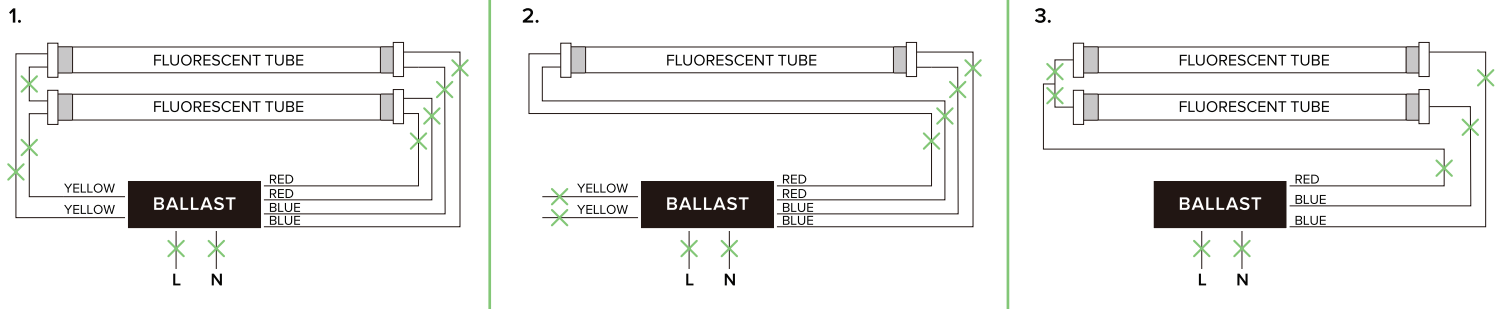 1.
FLUORESCENT TUBE
FLUORESCENT TUBE
YELLOW
YELLOW
BALLAST
RED
RED
BLUE
BLUE
L N
2.
FLUORESCENT TUBE
YELLOW
YELLOW
BALLAST
RED
RED
BLUE
BLUE
L N
3.
FLUORESCENT TUBE
FLUORESCENT TUBE
BALLAST
RED
BLUE
BLUE
L N